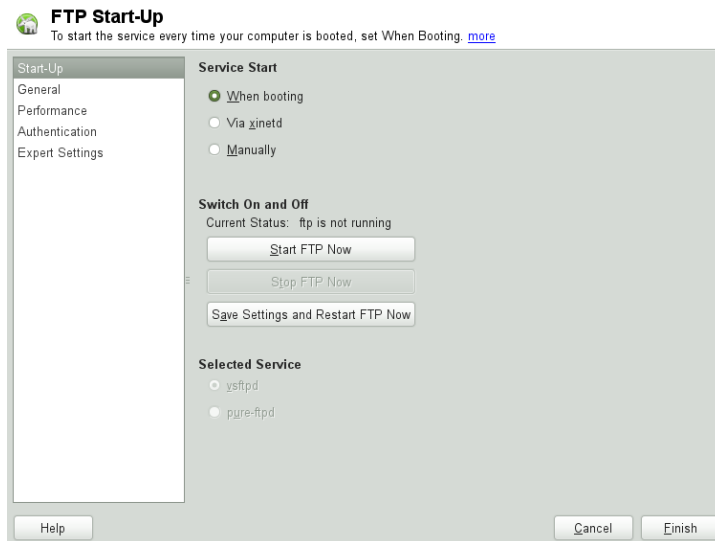 FTP Start-Up
To start the service every time your computer is booted, set When Booting. more
Start-Up
General
Performance
Authentication
Expert Settings
Service Start
When booting
Via xinetd
Manually
Switch On and Off
Current Status: ftp is not running
Start FTP Now
Stop FTP Now
Save Settings and Restart FTP Now
Selected Service
vsftpd
pure-ftpd
Help
Cancel
Finish